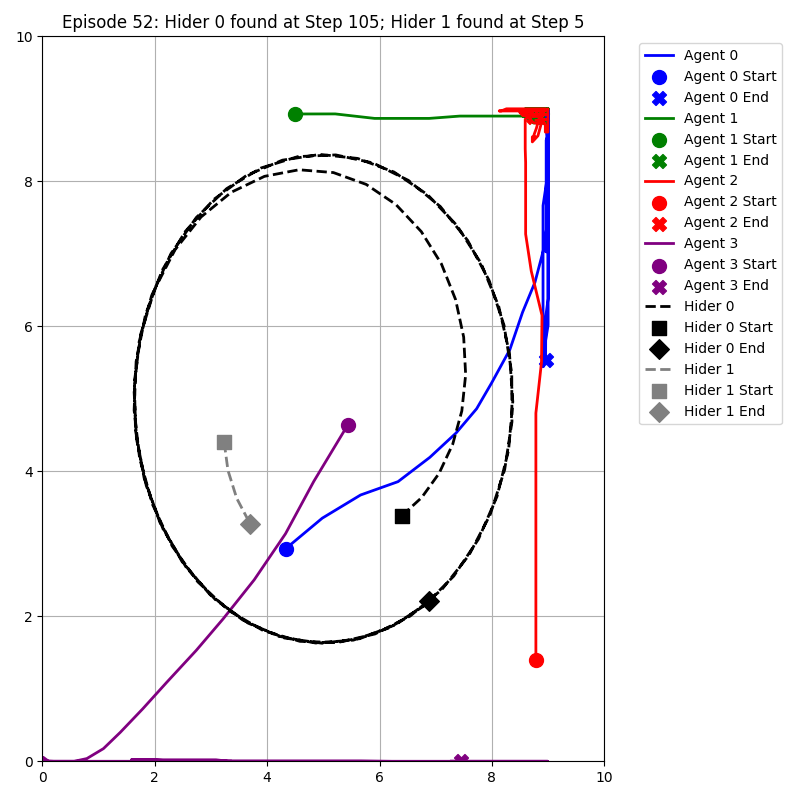 Episode 52: Hider 0 found at Step 105; Hider 1 found at Step 5
10
8
6
4
2
0
0
2
4
6
8
10
Agent 0
Agent 0 Start
Agent 0 End
Agent 1
Agent 1 Start
Agent 1 End
Agent 2
Agent 2 Start
Agent 2 End
Agent 3
Agent 3 Start
Agent 3 End
Hider 0
Hider 0 Start
Hider 0 End
Hider 1
Hider 1 Start
Hider 1 End